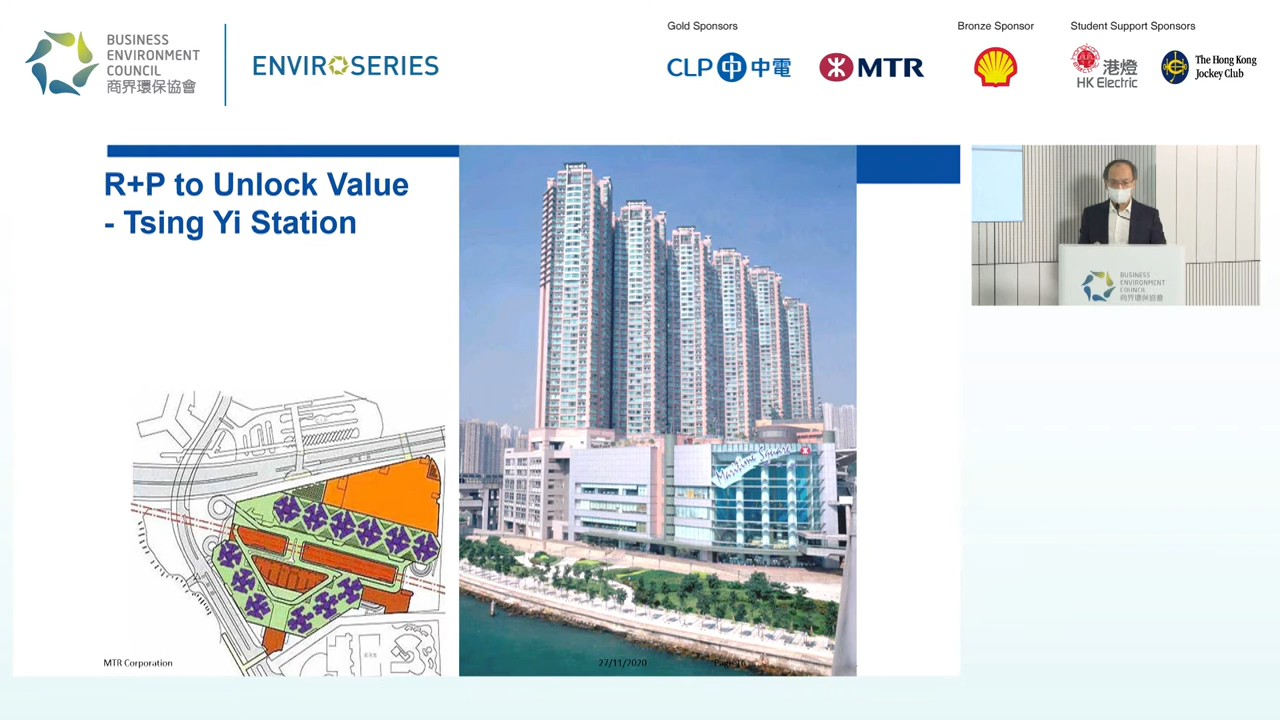 BUSINESS
ENVIRONMENT
COUNCIL
商界環保協會
ENVIROSERIES
Gold Sponsors
CLP 中電
MTR
Bronze Sponsor
Student Support Sponsors
港燈
HK Electric
The Hong Kong
Jockey Club
R+P to Unlock Value
- Tsing Yi Station
Maritime Square
BUSINESS
ENVIRONMENT
COUNCIL
商界環保協會
MTR Corporation
27/11/2020
Page 16